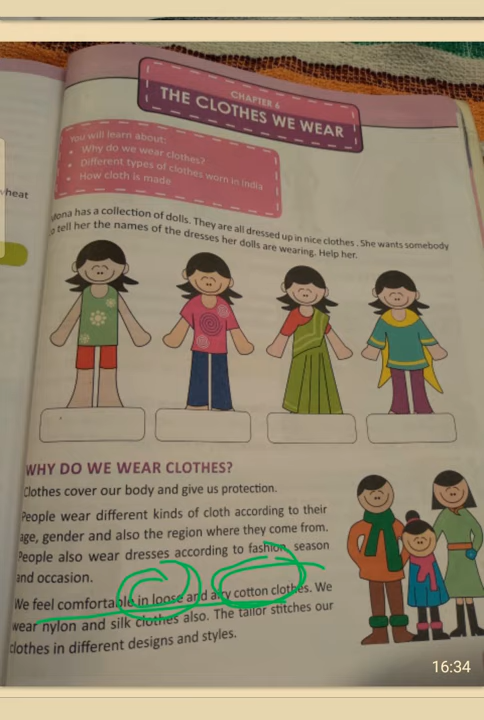 CHAPTER 6
THE CLOTHES WE WEAR
You will learn about:
• Why do we wear clothes?
• Different types of clothes worn in India
• How cloth is made
wheat
Mona has a collection of dolls. They are all dressed up in nice clothes. She wants somebody
to tell her the names of the dresses her dolls are wearing. Help her.
WHY DO WE WEAR CLOTHES?
Clothes cover our body and give us protection.
People wear different kinds of cloth according to their
age, gender and also the region where they come from.
People also wear dresses according to fashion, season
and occasion.
We feel comfortable in loose and airy cotton clothes. We
wear nylon and silk clothes also. The tailor stitches our
clothes in different designs and styles.
16:34